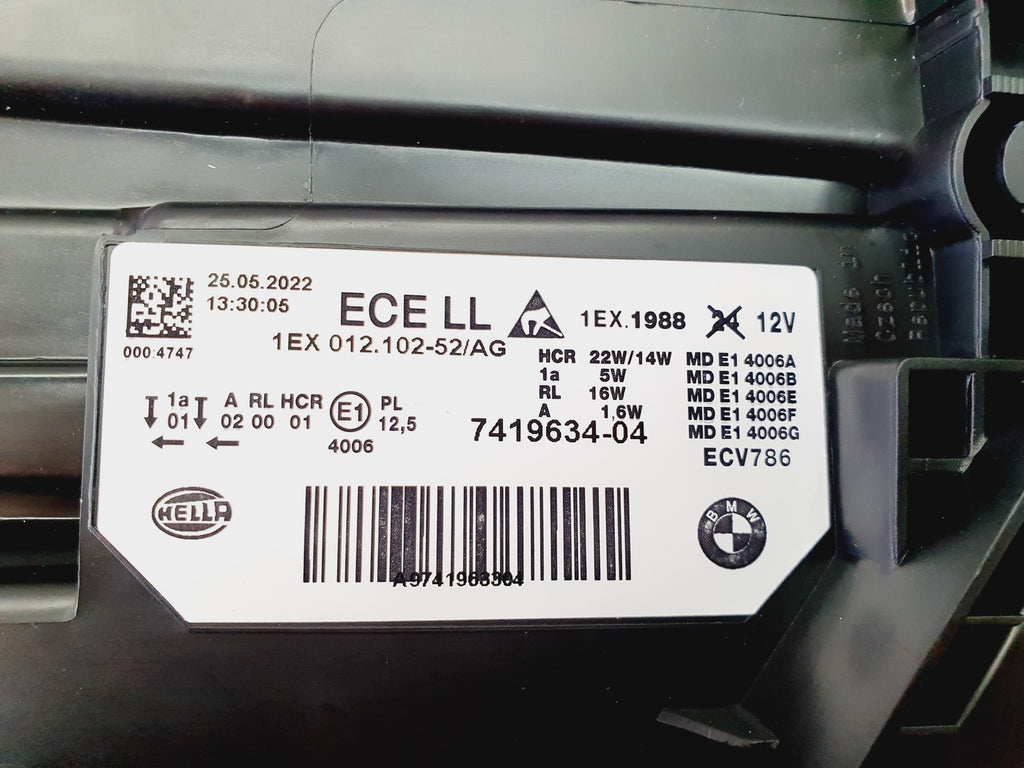 25.05.2022
13:30:05
000:4747
ECE LL
1EX 012.102-52/AG
1EX.1988 24 12V
HCR 22W/14W MD E1 4006A
1a 5W MD E1 4006B
RL 16W MD E1 4006E
A 1,6W MD E1 4006F
7419634-04 MD E1 4006G
ECV786
1a A RL HCR E1 PL
01 02 00 01 12,5
4006
HELLA
BMW
Made in
Czech